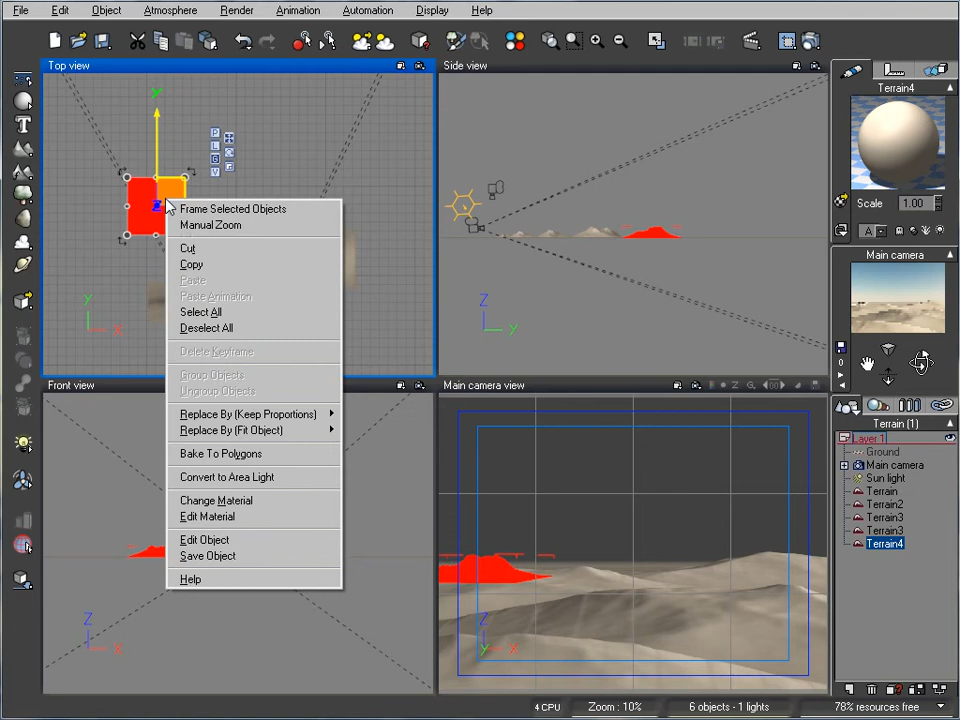 File Edit Atmosphere Render Animation Automation Display Help
Top view
Side view
Terrain4
Y
P
L
G
V
Z
Scale 1.00
A
Main camera
Frame Selected Objects
Manual Zoom
Cut
Copy
Paste
Paste Animation
Select All
Deselect All
Delete Keyframe
Group Objects
Ungroup Objects
Replace By (Keep Proportions)
Replace By (Fit Object)
Bake To Polygons
Convert to Area Light
Change Material
Edit Material
Edit Object
Save Object
Help
Y
X
Z
Y
0
Front view
Main camera view
Z
X
Z
Y
X
Terrain (1)
Layer 1
Ground
Main camera
Sun light
Terrain
Terrain2
Terrain3
Terrain3
Terrain4
4 CPU
Zoom : 10%
6 objects - 1 lights
78% resources free